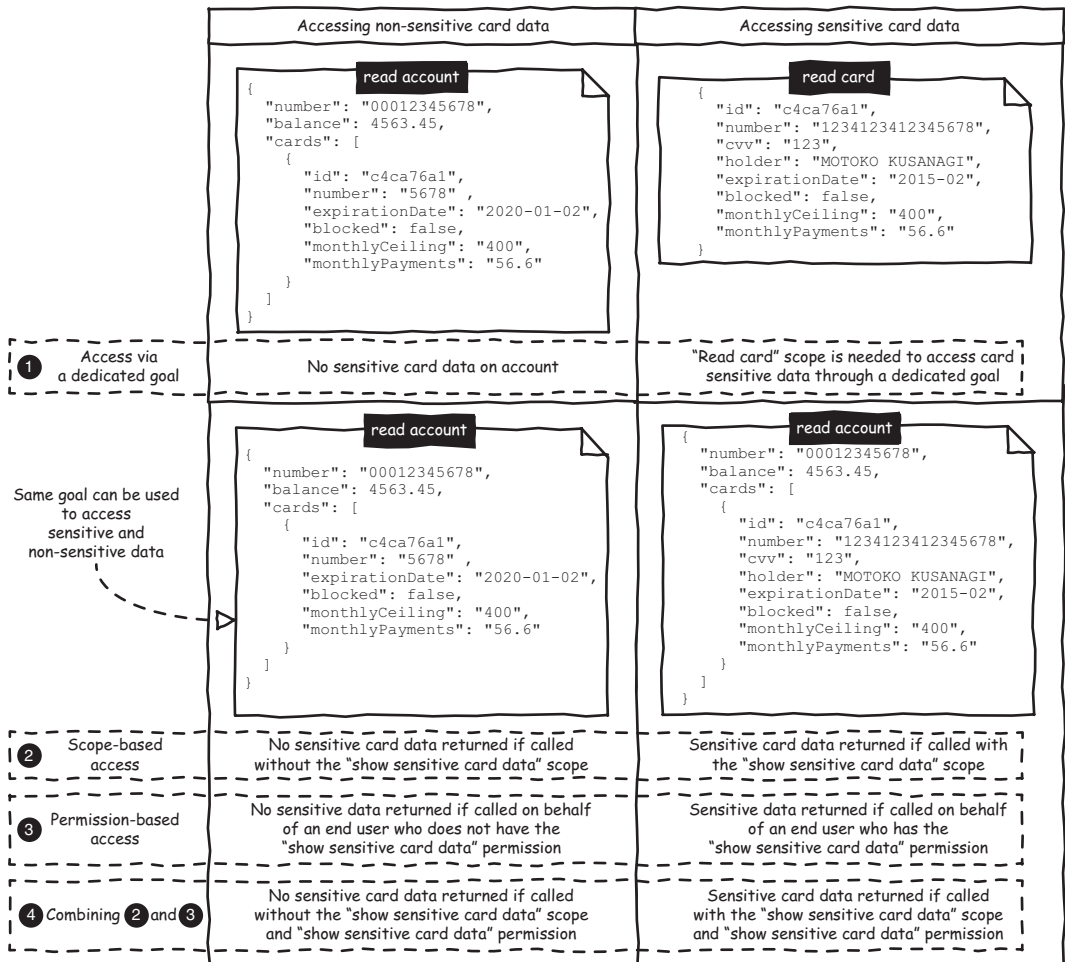 Accessing non-sensitive card data
Accessing sensitive card data
read account
{
"number": "00012345678",
"balance": 4563.45,
"cards": [
{
"id": "c4ca76a1",
"number": "5678" ,
"expirationDate": "2020-01-02",
"blocked": false,
"monthlyCeiling": "400",
"monthlyPayments": "56.6"
}
]
}
read card
{
"id": "c4ca76a1",
"number": "1234123412345678",
"cvv": "123",
"holder": "MOTOKO KUSANAGI",
"expirationDate": "2015-02",
"blocked": false,
"monthlyCeiling": "400",
"monthlyPayments": "56.6"
}
1
Access via
a dedicated goal
No sensitive card data on account
"Read card" scope is needed to access card
sensitive data through a dedicated goal
Same goal can be used
to access
sensitive and
non-sensitive data
read account
{
"number": "00012345678",
"balance": 4563.45,
"cards": [
{
"id": "c4ca76a1",
"number": "5678" ,
"expirationDate": "2020-01-02",
"blocked": false,
"monthlyCeiling": "400",
"monthlyPayments": "56.6"
}
]
}
read account
{
"number": "00012345678",
"balance": 4563.45,
"cards": [
{
"id": "c4ca76a1",
"number": "1234123412345678",
"cvv": "123",
"holder": "MOTOKO KUSANAGI",
"expirationDate": "2015-02",
"blocked": false,
"monthlyCeiling": "400",
"monthlyPayments": "56.6"
}
]
}
2
Scope-based
access
No sensitive card data returned if called
without the "show sensitive card data" scope
Sensitive card data returned if called with
the "show sensitive card data" scope
3
Permission-based
access
No sensitive data returned if called on behalf
of an end user who does not have the
"show sensitive card data" permission
Sensitive data returned if called on behalf
of an end user who has the
"show sensitive card data" permission
4 Combining 2 and 3
No sensitive card data returned if called
without the "show sensitive card data" scope
and "show sensitive card data" permission
Sensitive card data returned if called
with the "show sensitive card data" scope
and "show sensitive card data" permission